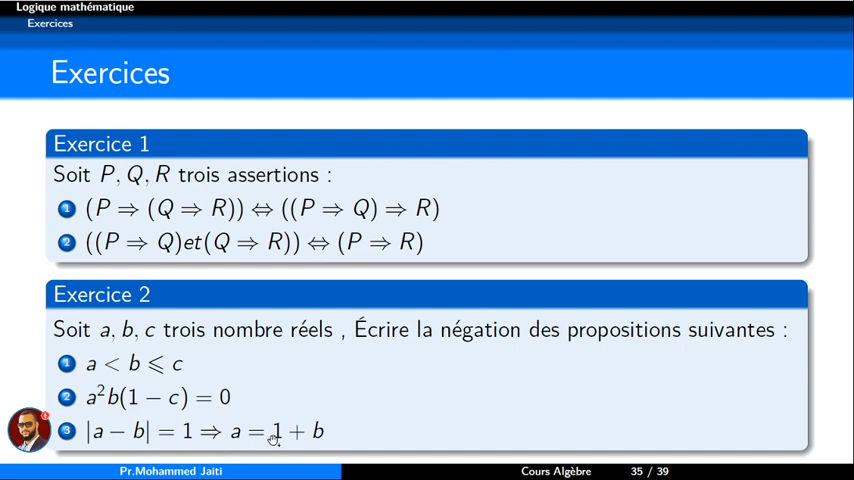 Logique mathématique
Exercices
Exercices
Exercice 1
Soit P, Q, R trois assertions :
1 (P ⇒ (Q ⇒ R)) ⇔ ((P ⇒ Q) ⇒ R)
2 ((P ⇒ Q)et(Q ⇒ R)) ⇔ (P ⇒ R)
Exercice 2
Soit a, b, c trois nombre réels , Écrire la négation des propositions suivantes :
1 a < b ⩽ c
2 a²b(1 − c) = 0
3 |a − b| = 1 ⇒ a = 1 + b
Pr.Mohammed Jaiti Cours Algèbre 35 / 39